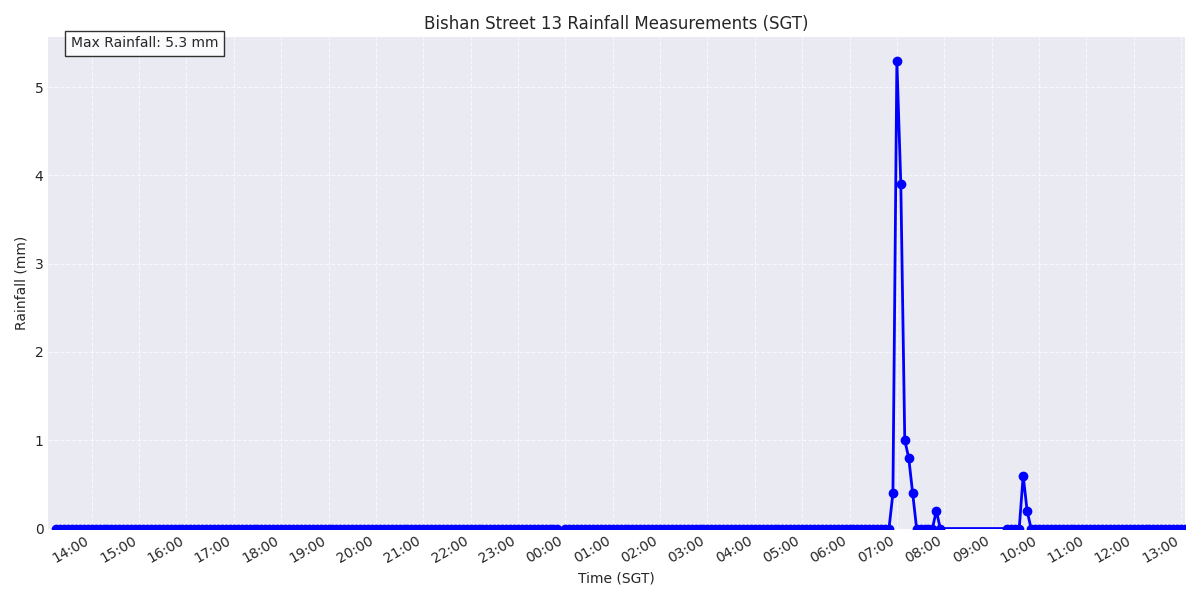 Bishan Street 13 Rainfall Measurements (SGT)
Max Rainfall: 5.3 mm
Rainfall (mm)
5
4
3
2
1
0
14:00 15:00 16:00 17:00 18:00 19:00 20:00 21:00 22:00 23:00 00:00 01:00 02:00 03:00 04:00 05:00 06:00 07:00 08:00 09:00 10:00 11:00 12:00 13:00
Time (SGT)